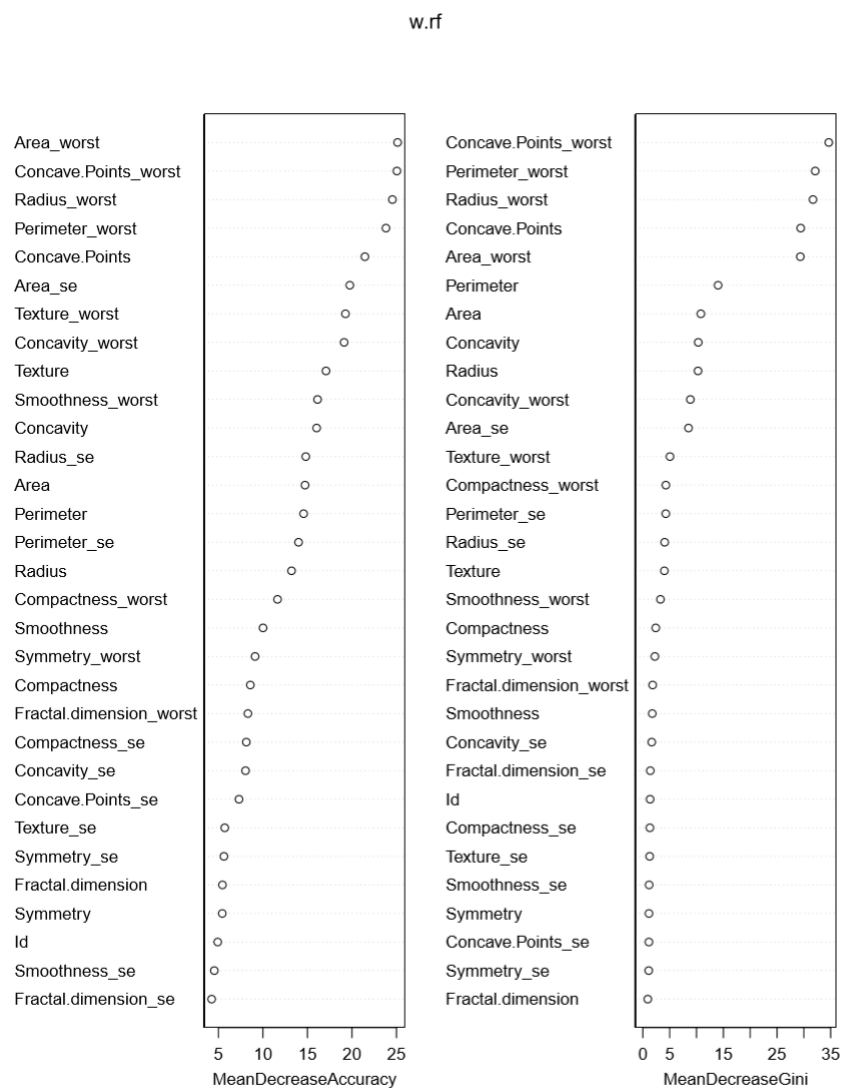 w.rf
Area_worst
Concave.Points_worst
Radius_worst
Perimeter_worst
Concave.Points
Area_se
Texture_worst
Concavity_worst
Texture
Smoothness_worst
Concavity
Radius_se
Area
Perimeter
Perimeter_se
Radius
Compactness_worst
Smoothness
Symmetry_worst
Compactness
Fractal.dimension_worst
Compactness_se
Concavity_se
Concave.Points_se
Texture_se
Symmetry_se
Fractal.dimension
Symmetry
Id
Smoothness_se
Fractal.dimension_se
5 10 15 20 25
MeanDecreaseAccuracy
Concave.Points_worst
Perimeter_worst
Radius_worst
Concave.Points
Area_worst
Perimeter
Area
Concavity
Radius
Concavity_worst
Area_se
Texture_worst
Compactness_worst
Perimeter_se
Radius_se
Texture
Smoothness_worst
Compactness
Symmetry_worst
Fractal.dimension_worst
Smoothness
Concavity_se
Fractal.dimension_se
Id
Compactness_se
Texture_se
Smoothness_se
Symmetry
Concave.Points_se
Symmetry_se
Fractal.dimension
0 5 15 25 35
MeanDecreaseGini